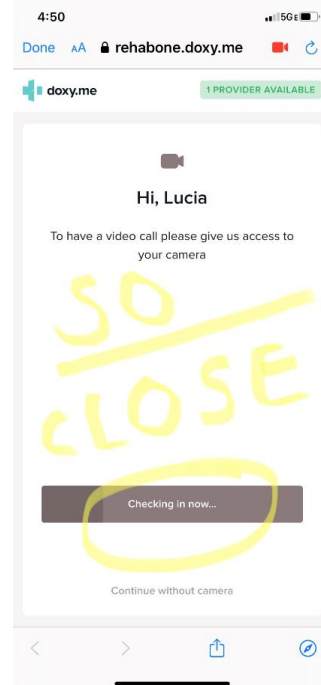 4:50 5GE
Done AA rehabone.doxy.me
doxy.me 1 PROVIDER AVAILABLE
Hi, Lucia
To have a video call please give us access to
your camera
SO
CLOSE
Checking in now...
Continue without camera